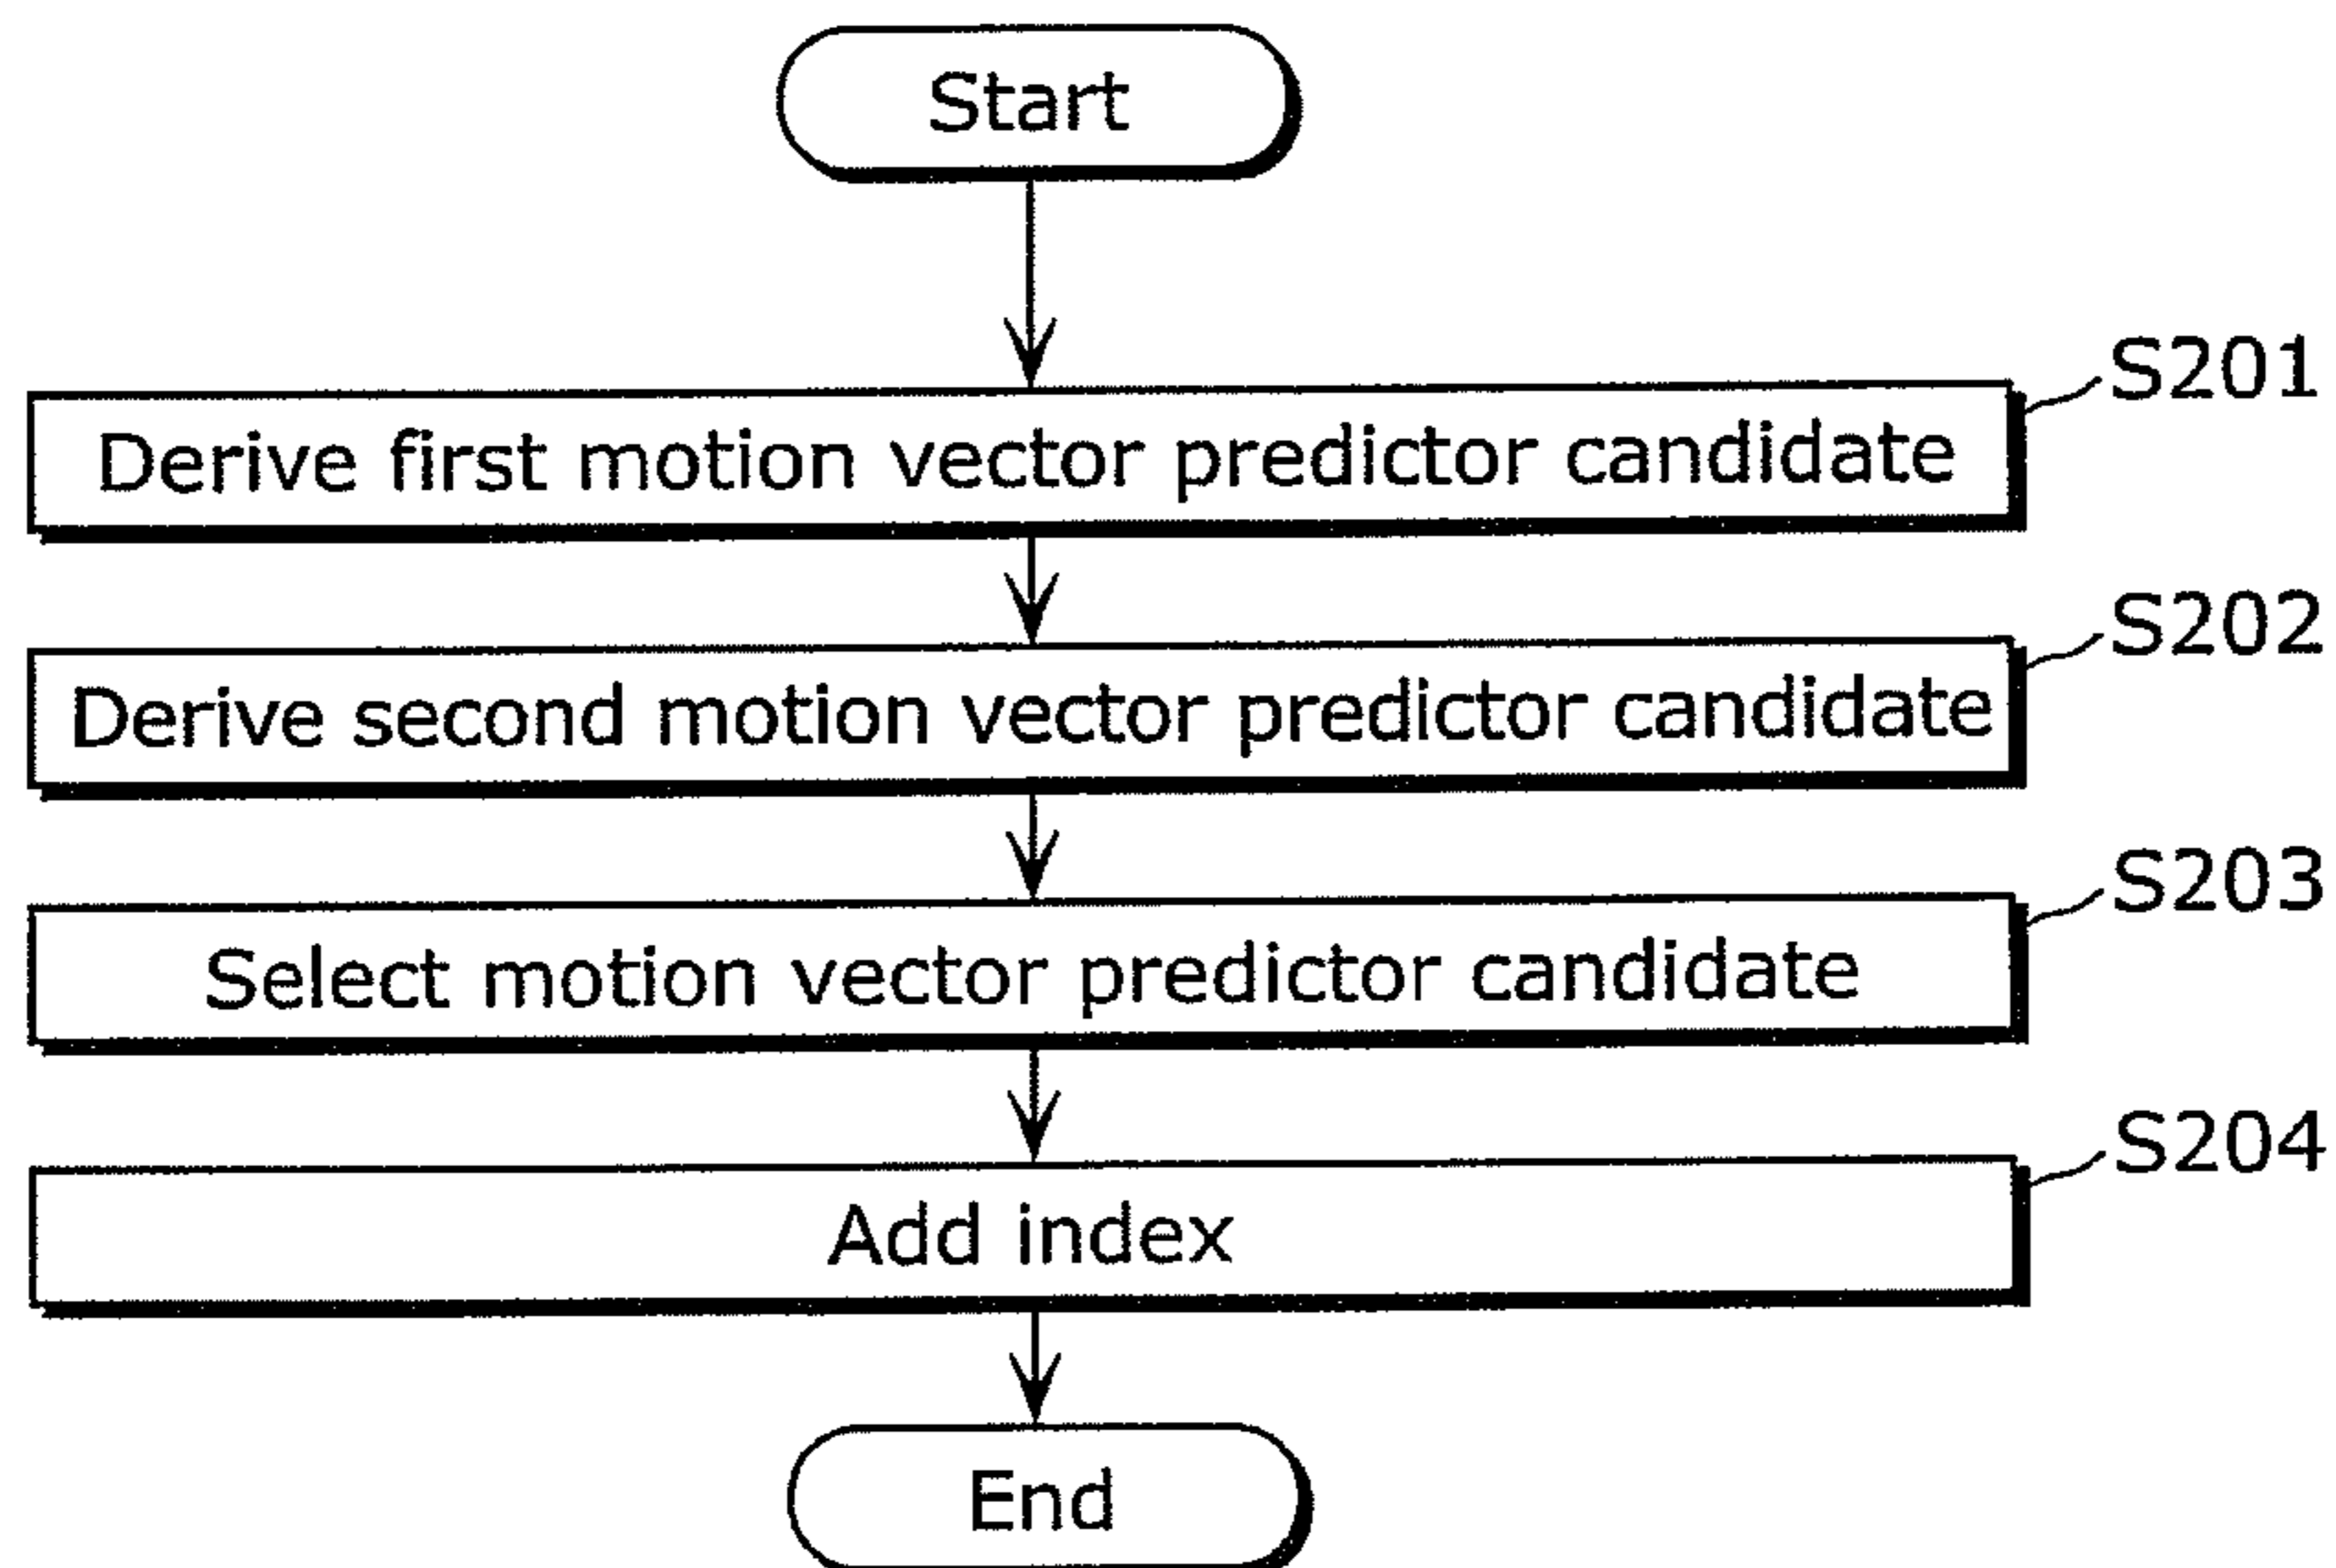 Start
S201
Derive first motion vector predictor candidate
S202
Derive second motion vector predictor candidate
S203
Select motion vector predictor candidate
S204
Add index
End